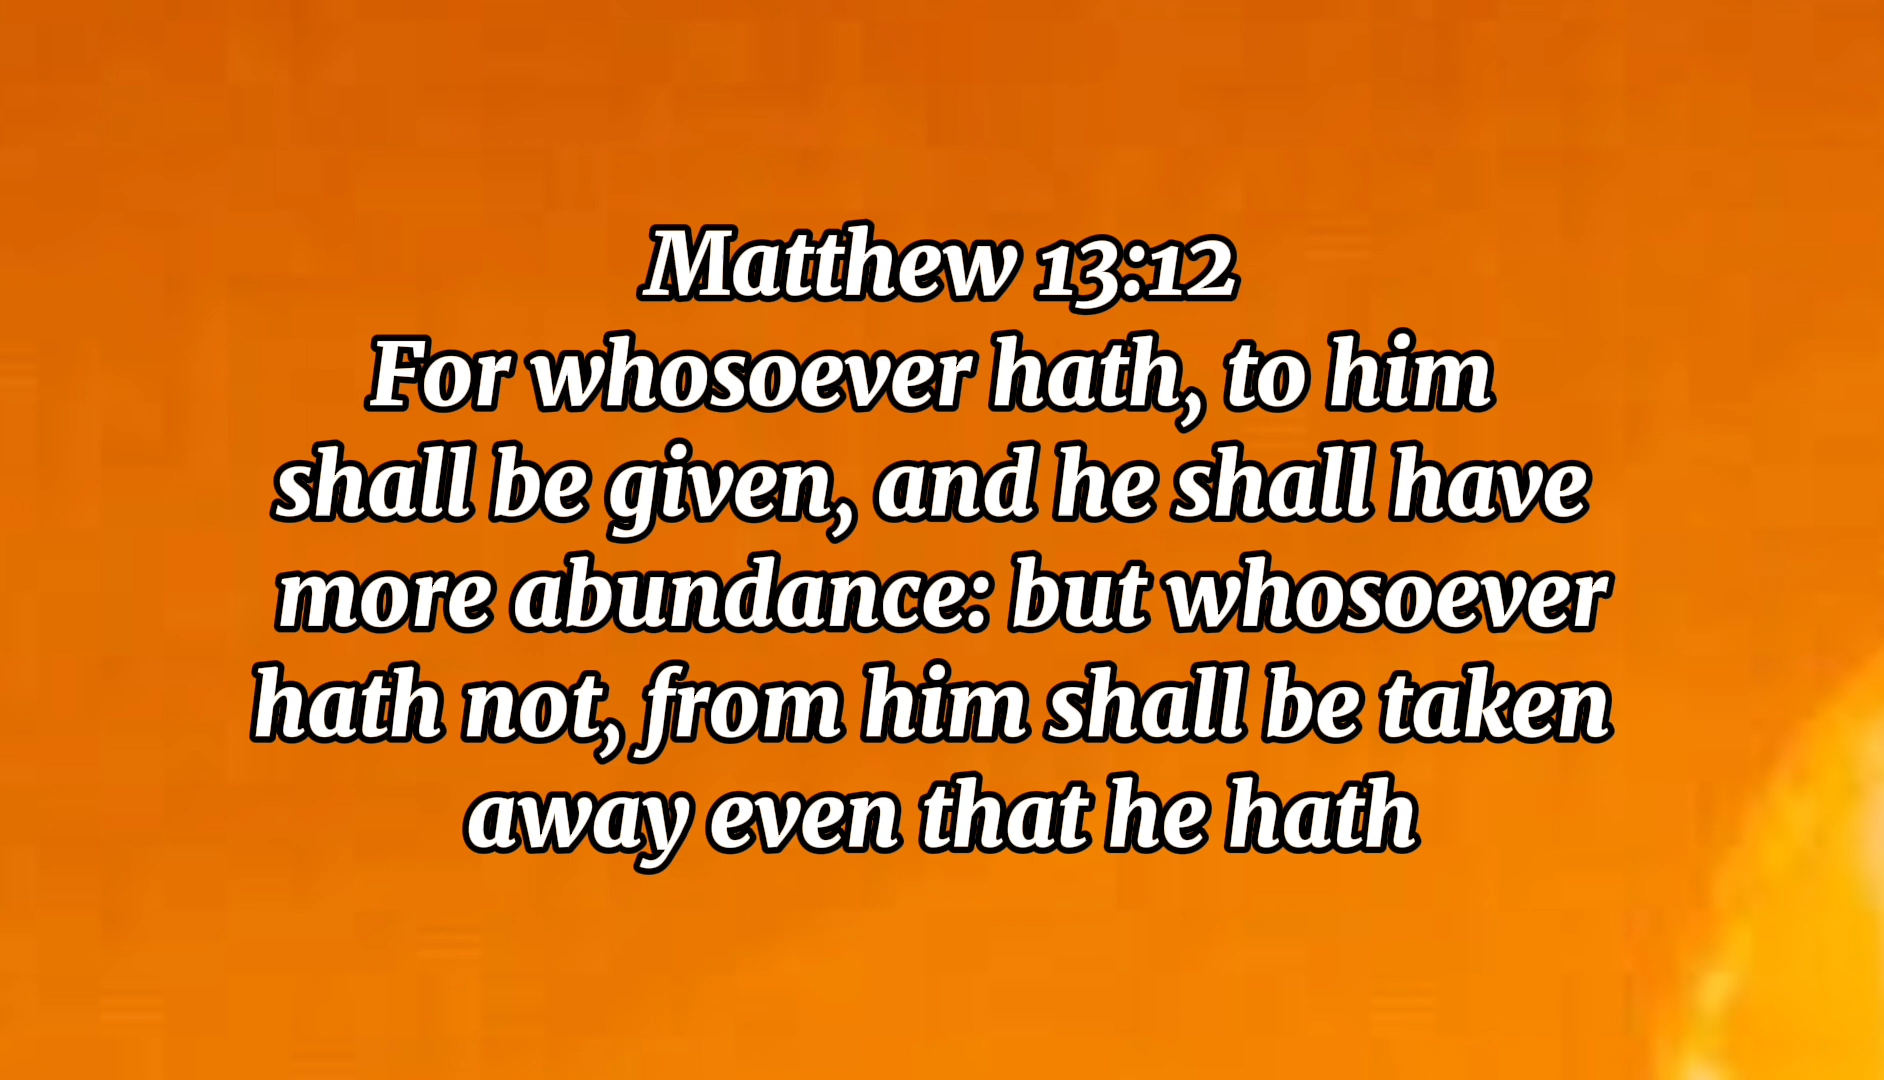 Matthew 13:12
For whosoever hath, to him
shall be given, and he shall have
more abundance: but whosoever
hath not, from him shall be taken
away even that he hath